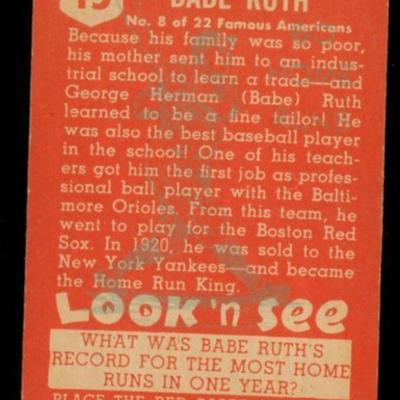 BABE RUTH
No. 8 of 22 Famous Americans
Because his family was so poor,
his mother sent him to an indus-
trial school to learn a trade—and
George Herman (Babe) Ruth
learned to be a fine tailor! He
was also the best baseball player
in the school! One of his teach-
ers got him the first job as profes-
sional ball player with the Balti-
more Orioles. From this team, he
went to play for the Boston Red
Sox. In 1920, he was sold to the
New York Yankees—and became
the Home Run King.
LOOK 'n See
WHAT WAS BABE RUTH'S
RECORD FOR THE MOST HOME
RUNS IN ONE YEAR?
PLACE THE RED